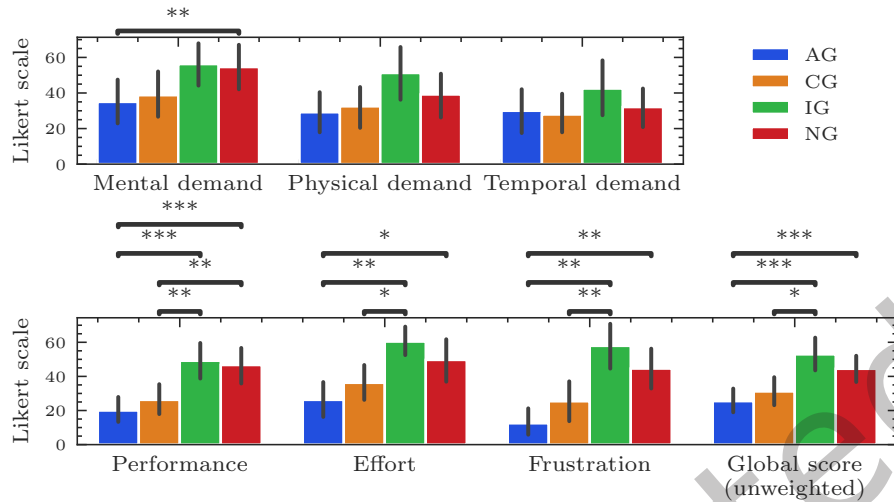 **
Likert scale
60
40
20
0
Mental demand
Physical demand
Temporal demand
AG
CG
IG
NG
***
***
**
**
*
**
*
**
**
**
***
***
*
Likert scale
60
40
20
0
Performance
Effort
Frustration
Global score
(unweighted)